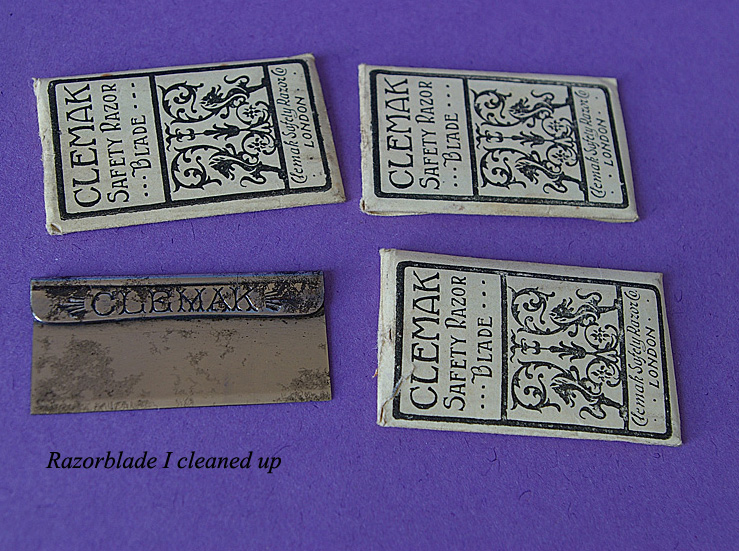 CLEMAK
SAFETY RAZOR
...BLADE....
Clemak Safety Razor Co
·LONDON·
CLEMAK
SAFETY RAZOR
...BLADE....
Clemak Safety Razor Co
·LONDON·
CLEMAK
CLEMAK
SAFETY RAZOR
...BLADE....
Clemak Safety Razor Co
·LONDON·
Razorblade I cleaned up